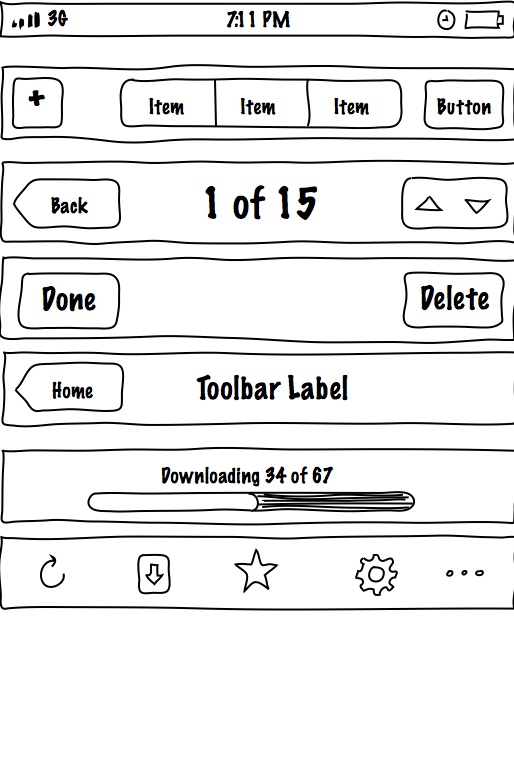 3G 7:11 PM
+ Item Item Item Button
Back 1 of 15
Done Delete
Home Toolbar Label
Downloading 34 of 67